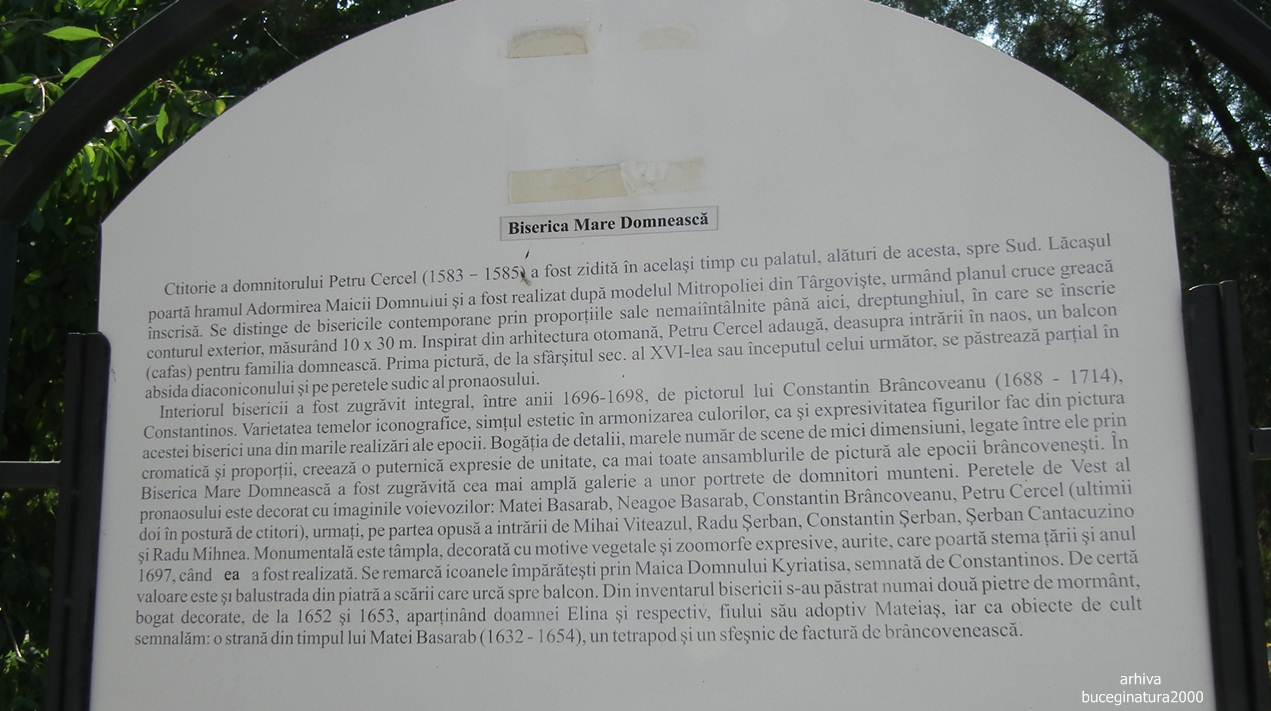 Biserica Mare Domnească
Ctitorie a domnitorului Petru Cercel (1583 – 1585) a fost zidită în acelaşi timp cu palatul, alături de acesta, spre Sud. Lăcaşul
poartă hramul Adormirea Maicii Domnului şi a fost realizat după modelul Mitropoliei din Târgovişte, urmând planul cruce greacă
înscrisă. Se distinge de bisericile contemporane prin proporţiile sale nemaiîntâlnite până aici, dreptunghiul, în care se înscrie
conturul exterior, măsurând 10 x 30 m. Inspirat din arhitectura otomană, Petru Cercel adaugă, deasupra intrării în naos, un balcon
(cafas) pentru familia domnească. Prima pictură, de la sfârşitul sec. al XVI-lea sau începutul celui următor, se păstrează parţial în
absida diaconiconului şi pe peretele sudic al pronaosului.
Interiorul bisericii a fost zugrăvit integral, între anii 1696-1698, de pictorul lui Constantin Brâncoveanu (1688 - 1714),
Constantinos. Varietatea temelor iconografice, simţul estetic în armonizarea culorilor, ca şi expresivitatea figurilor fac din pictura
acestei biserici una din marile realizări ale epocii. Bogăţia de detalii, marele număr de scene de mici dimensiuni, legate între ele prin
cromatică şi proporţii, creează o puternică expresie de unitate, ca mai toate ansamblurile de pictură ale epocii brâncoveneşti. În
Biserica Mare Domnească a fost zugrăvită cea mai amplă galerie a unor portrete de domnitori munteni. Peretele de Vest al
pronaosului este decorat cu imaginile voievozilor: Matei Basarab, Neagoe Basarab, Constantin Brâncoveanu, Petru Cercel (ultimii
doi în postură de ctitori), urmaţi, pe partea opusă a intrării de Mihai Viteazul, Radu Şerban, Constantin Şerban, Şerban Cantacuzino
şi Radu Mihnea. Monumentală este tâmpla, decorată cu motive vegetale şi zoomorfe expresive, aurite, care poartă stema ţării şi anul
1697, când ea a fost realizată. Se remarcă icoanele împărăteşti prin Maica Domnului Kyriatisa, semnată de Constantinos. De certă
valoare este şi balustrada din piatră a scării care urcă spre balcon. Din inventarul bisericii s-au păstrat numai două pietre de mormânt,
bogat decorate, de la 1652 şi 1653, aparţinând doamnei Elina şi respectiv, fiului său adoptiv Mateiaş, iar ca obiecte de cult
semnalăm: o strană din timpul lui Matei Basarab (1632 - 1654), un tetrapod şi un sfeşnic de factură de brâncovenească.
arhiva
buceginatura2000